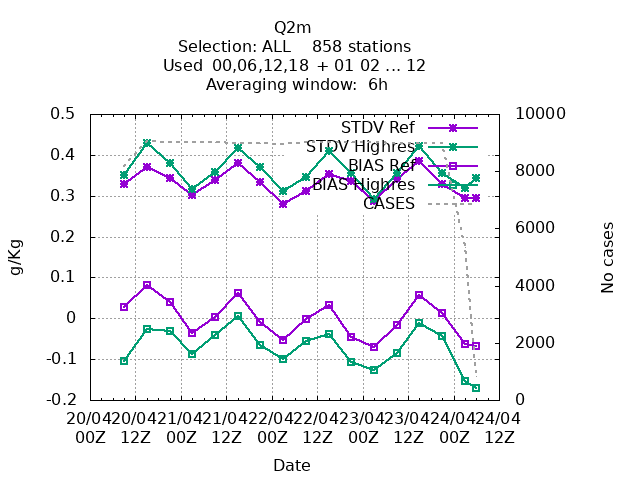 Q2m
Selection: ALL    858 stations
Used  00,06,12,18  + 01 02 ... 12
Averaging window:  6h
0.5
0.4
0.3
0.2
0.1
0
-0.1
-0.2
g/Kg
10000
8000
6000
4000
2000
0
No cases
STDV Ref
STDV Highres
BIAS Ref
BIAS Highres
CASES
20/04 20/04 21/04 21/04 22/04 22/04 23/04 23/04 24/04 24/04
00Z 12Z 00Z 12Z 00Z 12Z 00Z 12Z 00Z 12Z
Date